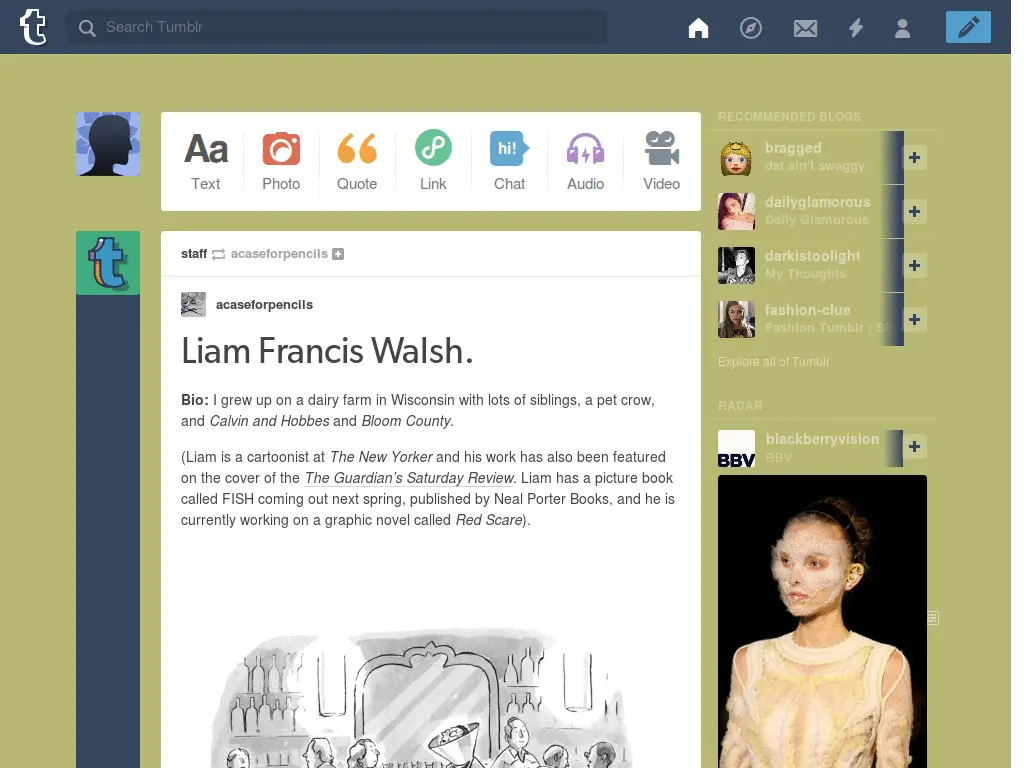 Search Tumblr
Aa
hi!
Text
Photo
Quote
Link
Chat
Audio
Video
staff acaseforpencils
acaseforpencils
Liam Francis Walsh.
Bio: I grew up on a dairy farm in Wisconsin with lots of siblings, a pet crow,
and Calvin and Hobbes and Bloom County.
(Liam is a cartoonist at The New Yorker and his work has also been featured
on the cover of the The Guardian’s Saturday Review. Liam has a picture book
called FISH coming out next spring, published by Neal Porter Books, and he is
currently working on a graphic novel called Red Scare).
RECOMMENDED BLOGS
bragged
dat ain't swaggy
dailyglamorous
Daily Glamorous
darkistoolight
My Thoughts
fashion-clue
Fashion Tumblr |
Explore all of Tumblr
RADAR
BBV
blackberryvision
BBV